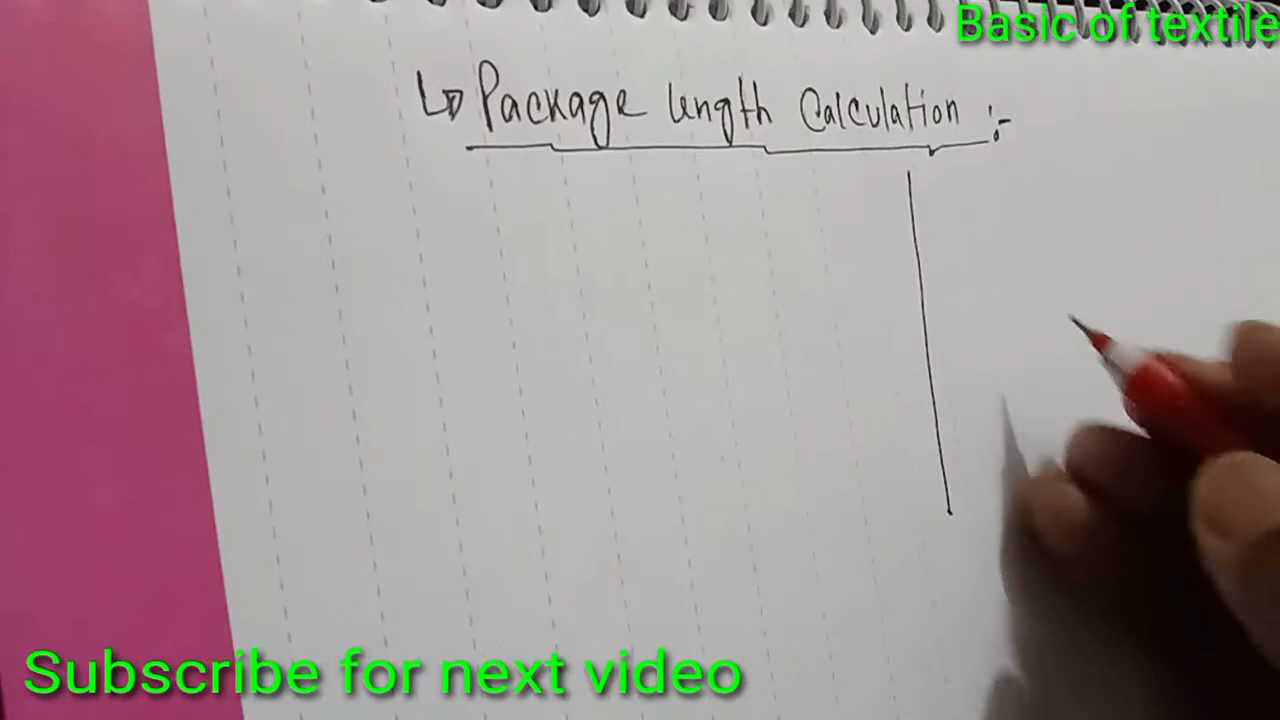 Basic of textile
↳ Package length Calculation :-
Subscribe for next video